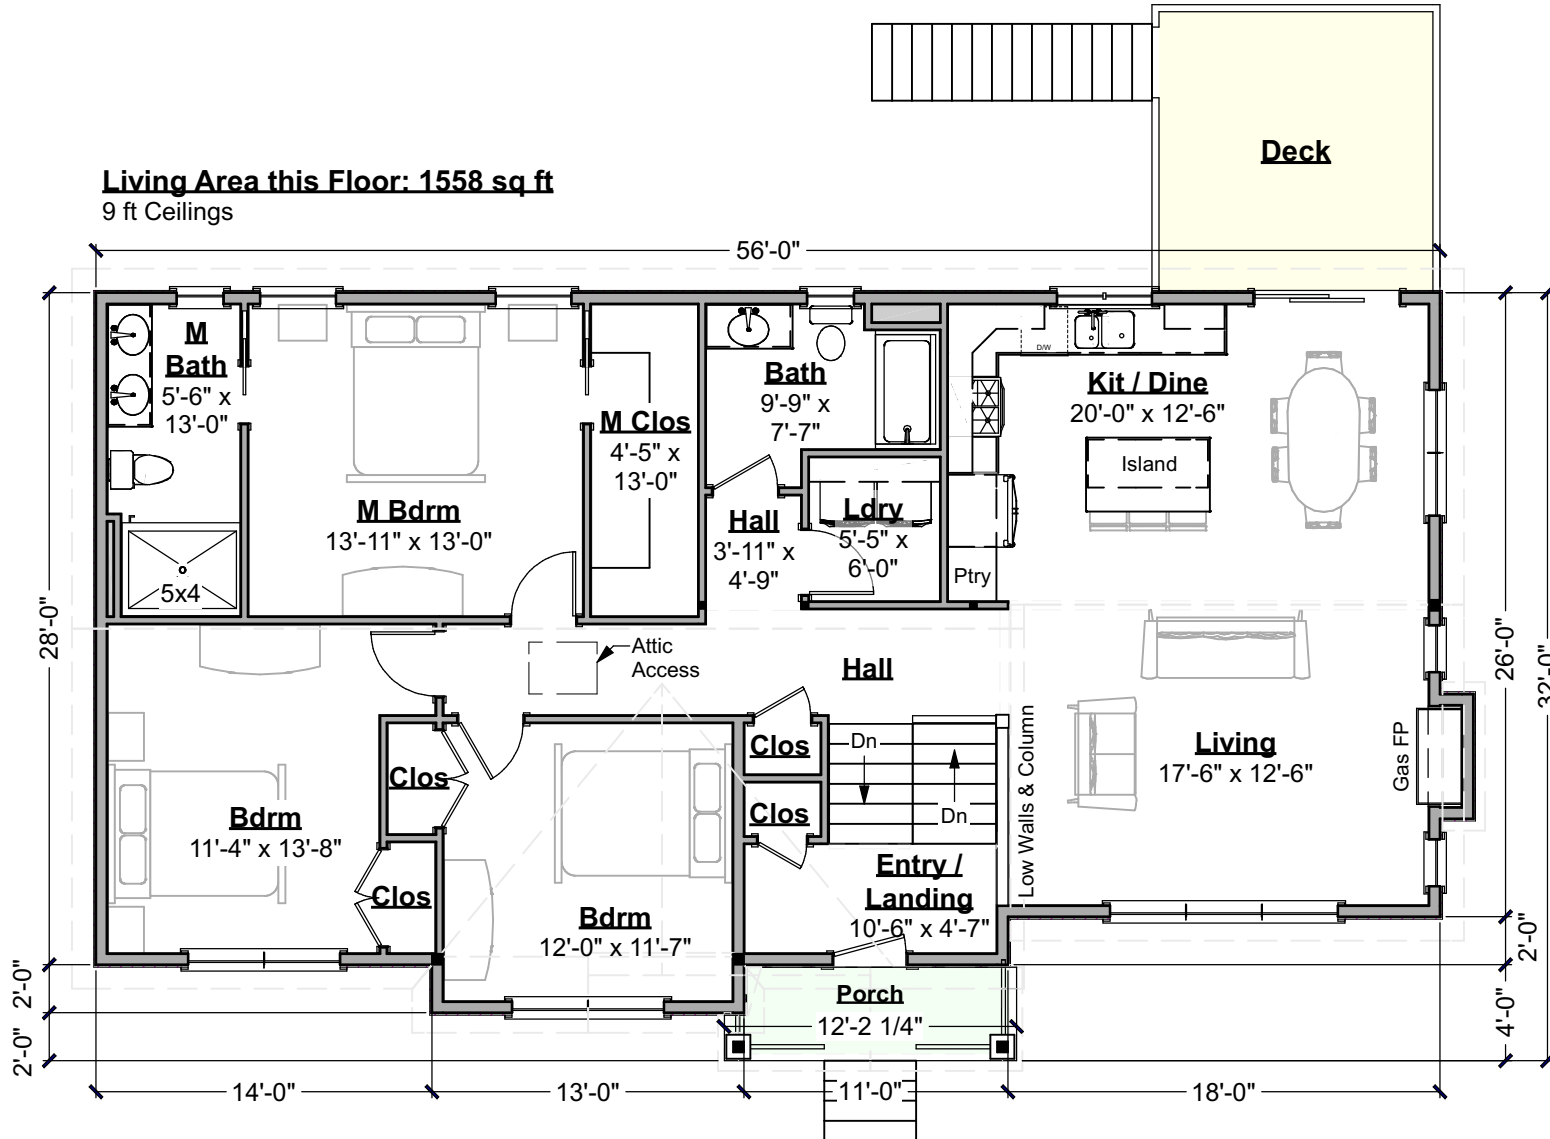 Deck
Living Area this Floor: 1558 sq ft
9 ft Ceilings
56'-0"
M
Bath
5'-6" x
13'-0"
5x4
M Bdrm
13'-11" x 13'-0"
M Clos
4'-5" x
13'-0"
Bath
9'-9" x
7'-7"
Hall
3'-11" x
4'-9"
Ldry
5'-5" x
6'-0"
D/W
Kit / Dine
20'-0" x 12'-6"
Island
Ptry
28'-0"
26'-0"
32'-0"
Attic
Access
Hall
Clos
Dn
Dn
Clos
Clos
Clos
Low Walls & Column
Living
17'-6" x 12'-6"
Gas FP
Bdrm
11'-4" x 13'-8"
Bdrm
12'-0" x 11'-7"
Entry /
Landing
10'-6" x 4'-7"
Porch
12'-2 1/4"
2'-0"
2'-0"
2'-0"
4'-0"
14'-0"
13'-0"
11'-0"
18'-0"